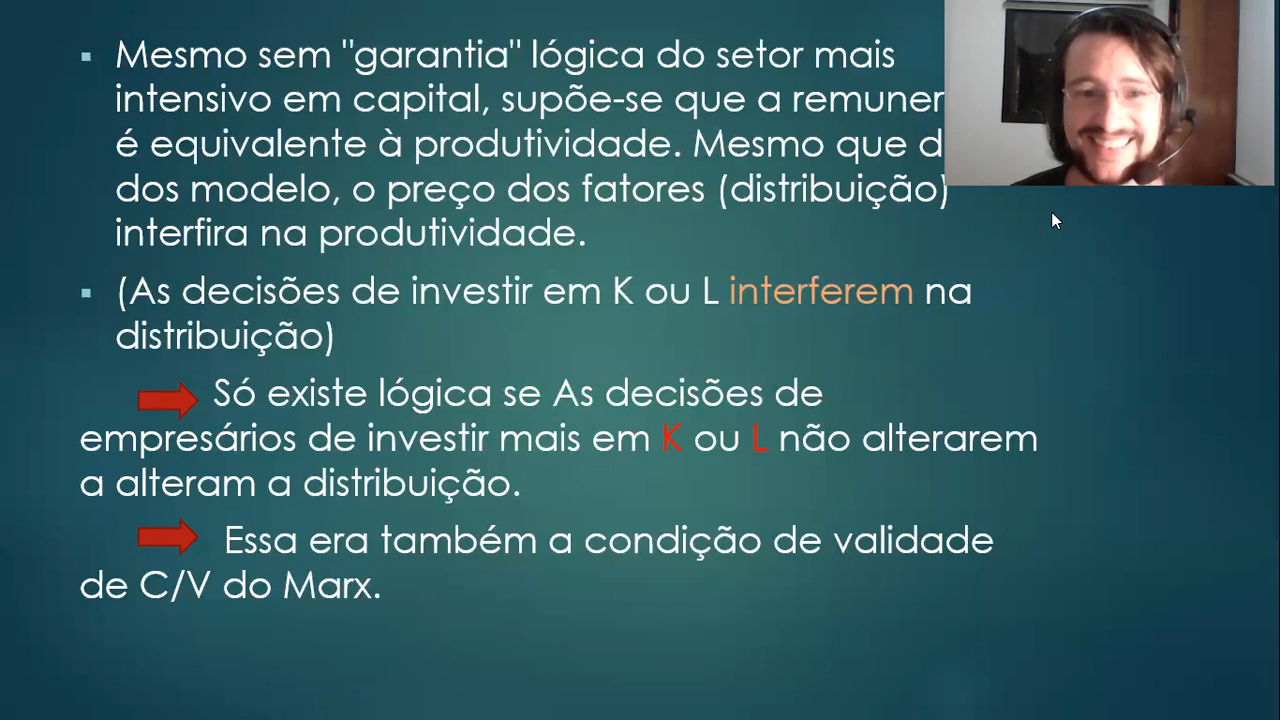 Mesmo sem "garantia" lógica do setor mais
intensivo em capital, supõe-se que a remuner
é equivalente à produtividade. Mesmo que d
dos modelo, o preço dos fatores (distribuição)
interfira na produtividade.
(As decisões de investir em K ou L interferem na
distribuição)
Só existe lógica se As decisões de
empresários de investir mais em K ou L não alterarem
a alteram a distribuição.
Essa era também a condição de validade
de C/V do Marx.